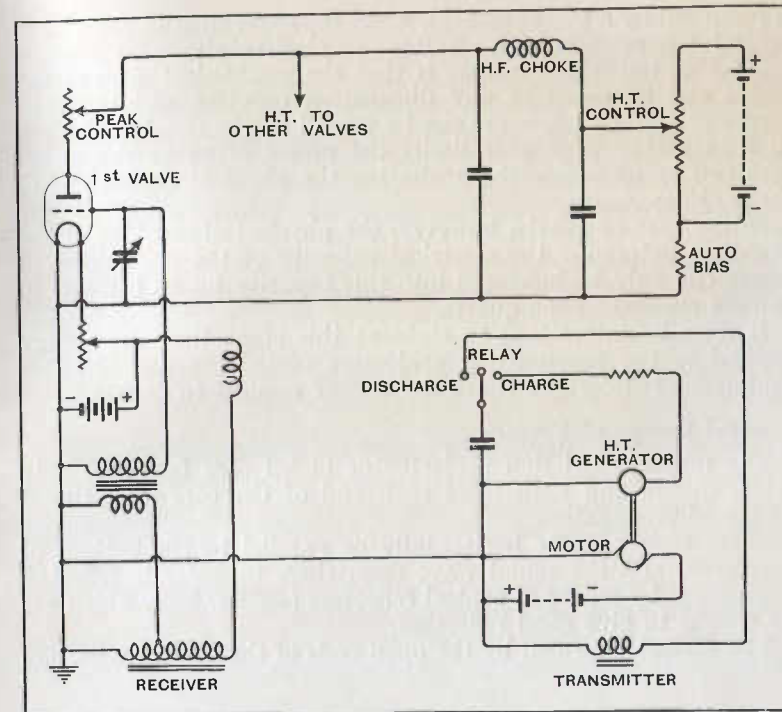 H.F. CHOKE
PEAK
CONTROL
H.T. TO
OTHER VALVES
H.T.
CONTROL
+
-
1st VALVE
AUTO
BIAS
RELAY
DISCHARGE
CHARGE
- +
H.T.
GENERATOR
MOTOR
+ -
RECEIVER
TRANSMITTER